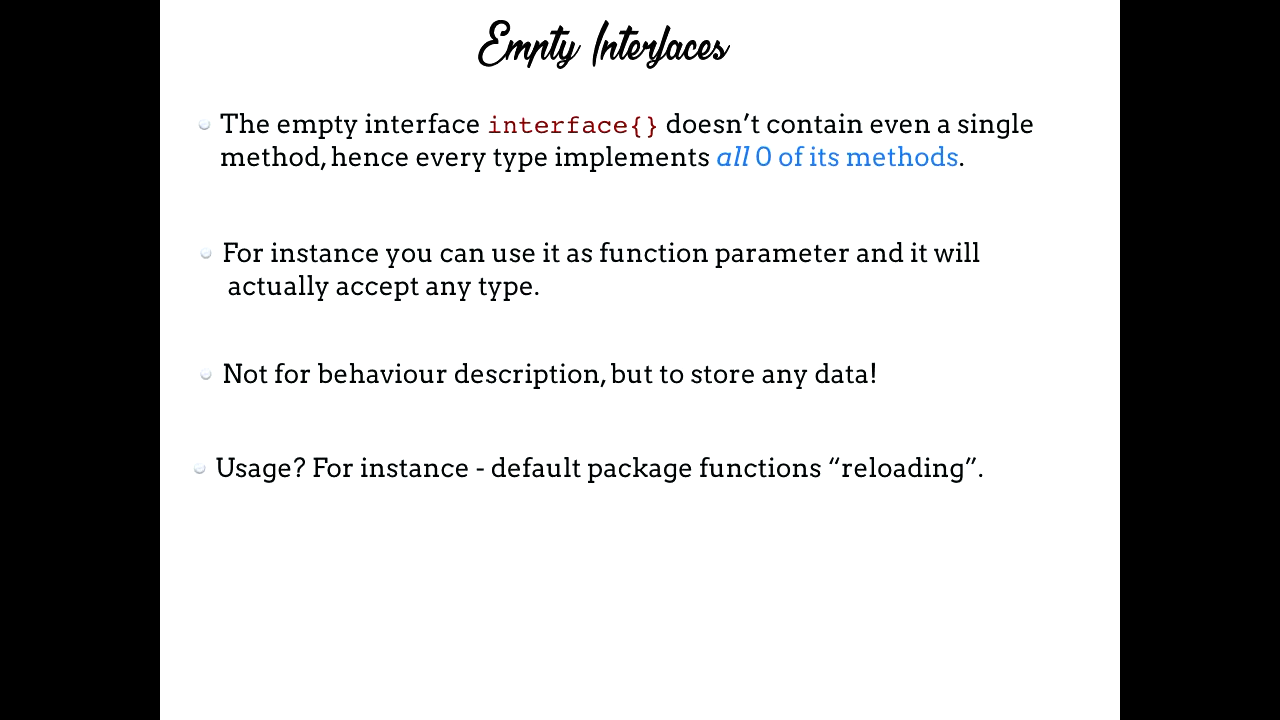 Empty Interfaces
The empty interface interface{} doesn’t contain even a single
method, hence every type implements all 0 of its methods.
For instance you can use it as function parameter and it will
actually accept any type.
Not for behaviour description, but to store any data!
Usage? For instance - default package functions “reloading”.